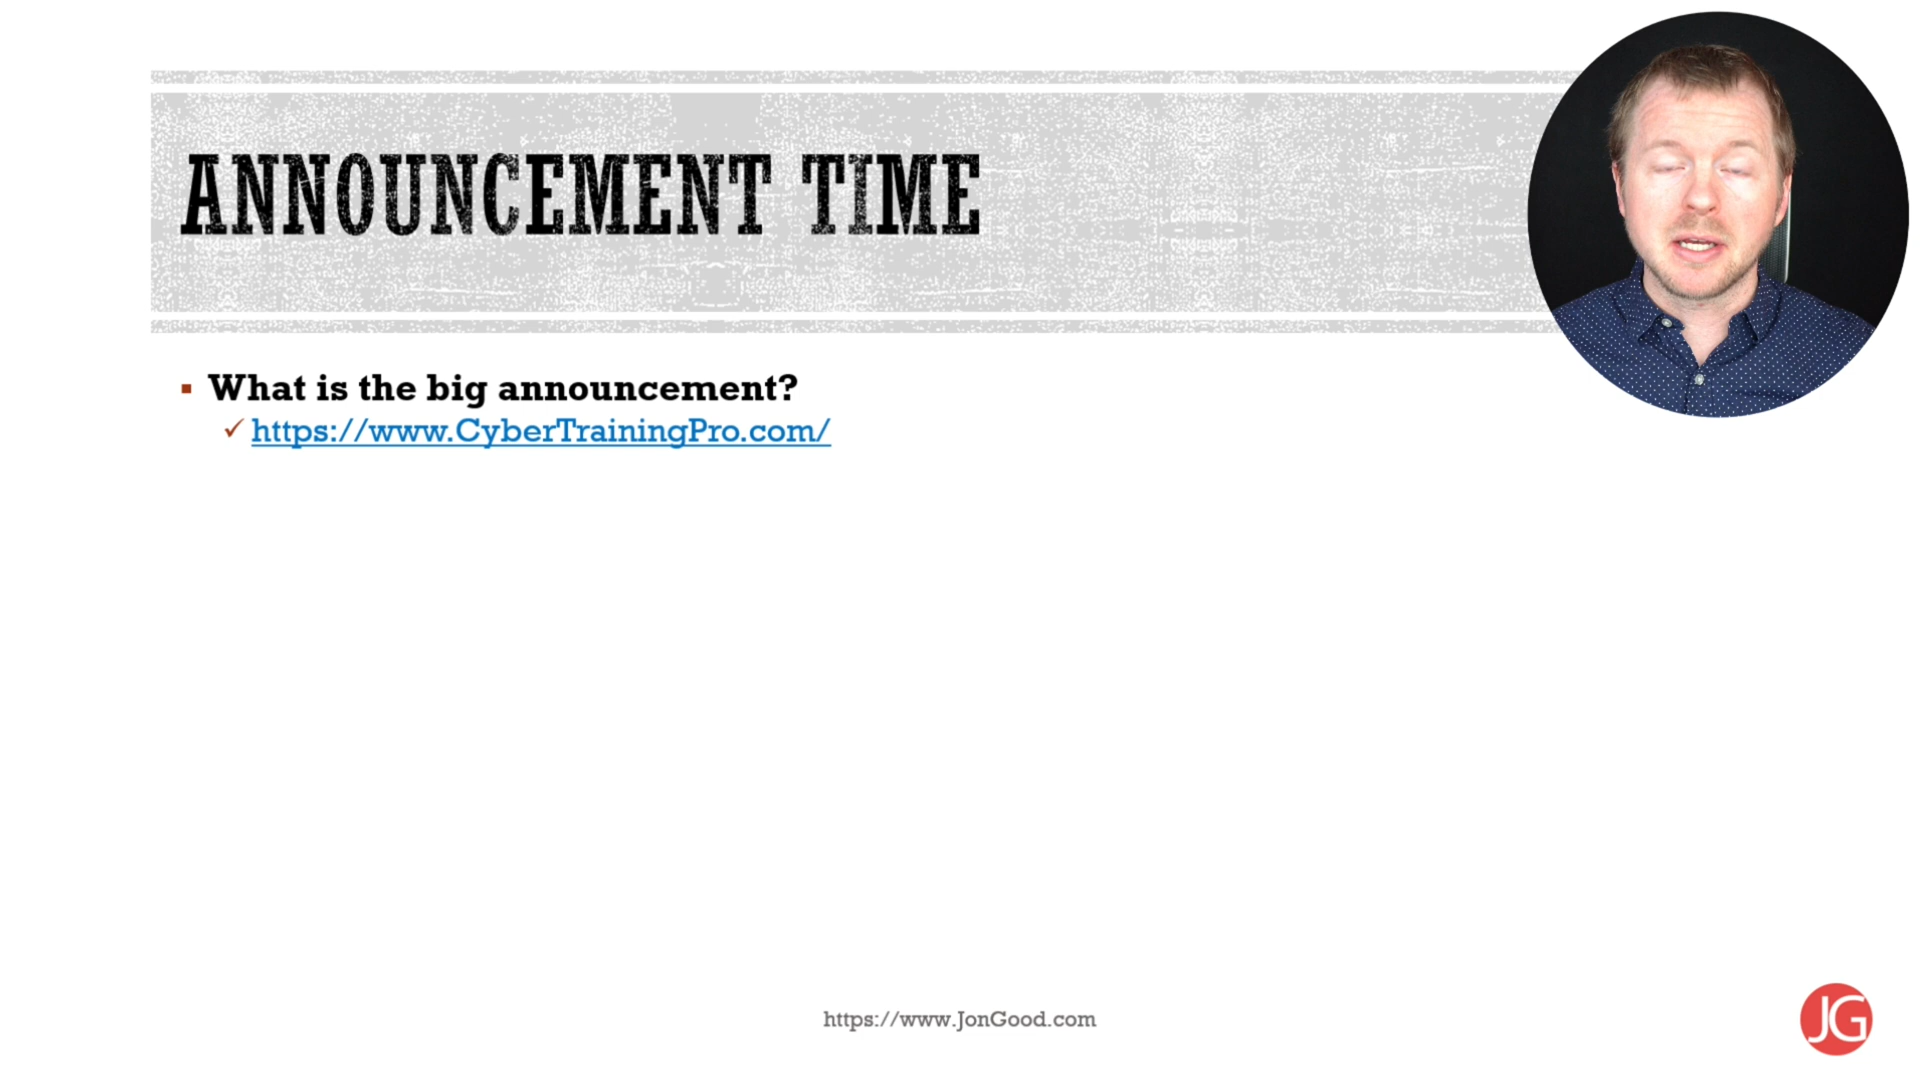 ANNOUNCEMENT TIME
What is the big announcement?
https://www.CyberTrainingPro.com/
https://www.JonGood.com
JG